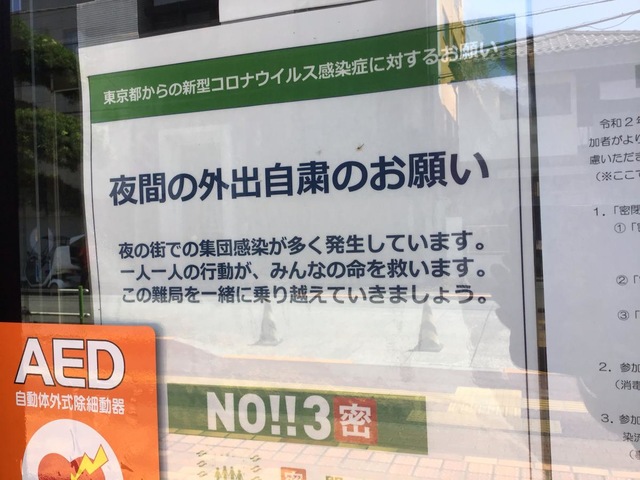 東京都からの新型コロナウイルス感染症に対するお願い
夜間の外出自粛のお願い
夜の街での集団感染が多く発生しています。
一人一人の行動が、みんなの命を救います。
この難局を一緒に乗り越えていきましょう。
NO!!3密
密
AED
自動体外式除細動器
令和2年
加者がより
慮いただき
(※ここで
1.「密閉
①「
②「
③「
2. 参加
(消毒
3. 参加
染流